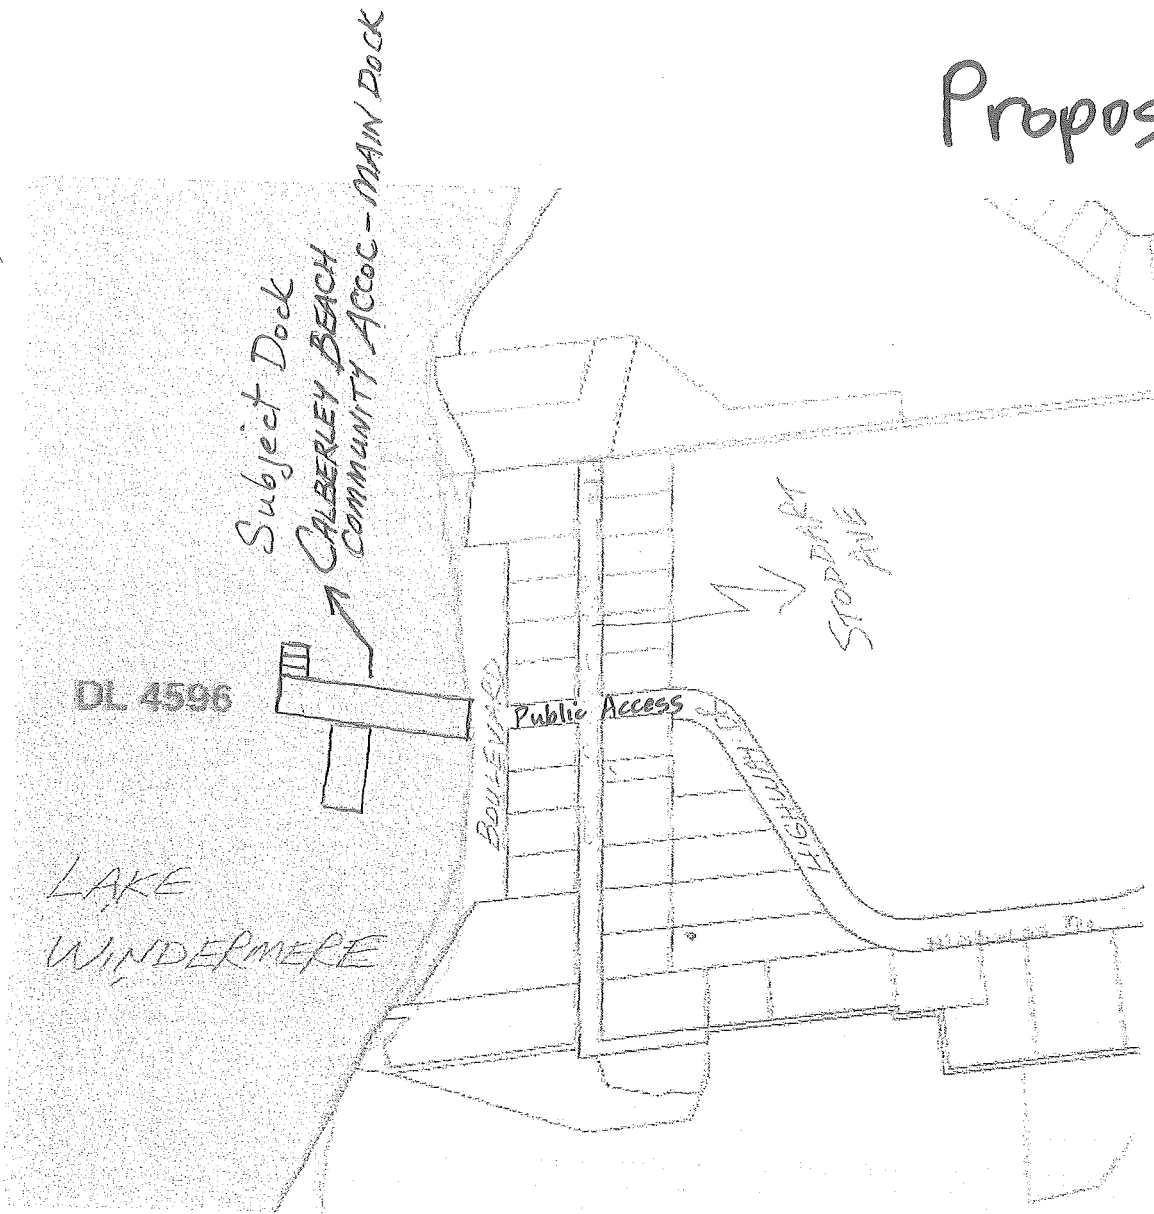 Propos
Subject Dock
CALBERLEY BEACH
COMMUNITY ACCOC - MAIN DOCK
STODDART
AVE
DL 4596
BOULEVARD
Public Access
HIGHWAY
LAKE
WINDERMERE